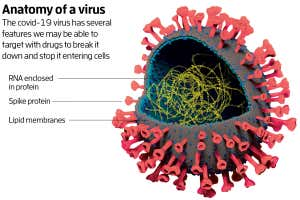 Anatomy of a virus
The covid-19 virus has several
features we may be able to
target with drugs to break it
down and stop it entering cells
RNA enclosed
in protein
Spike protein
Lipid membranes